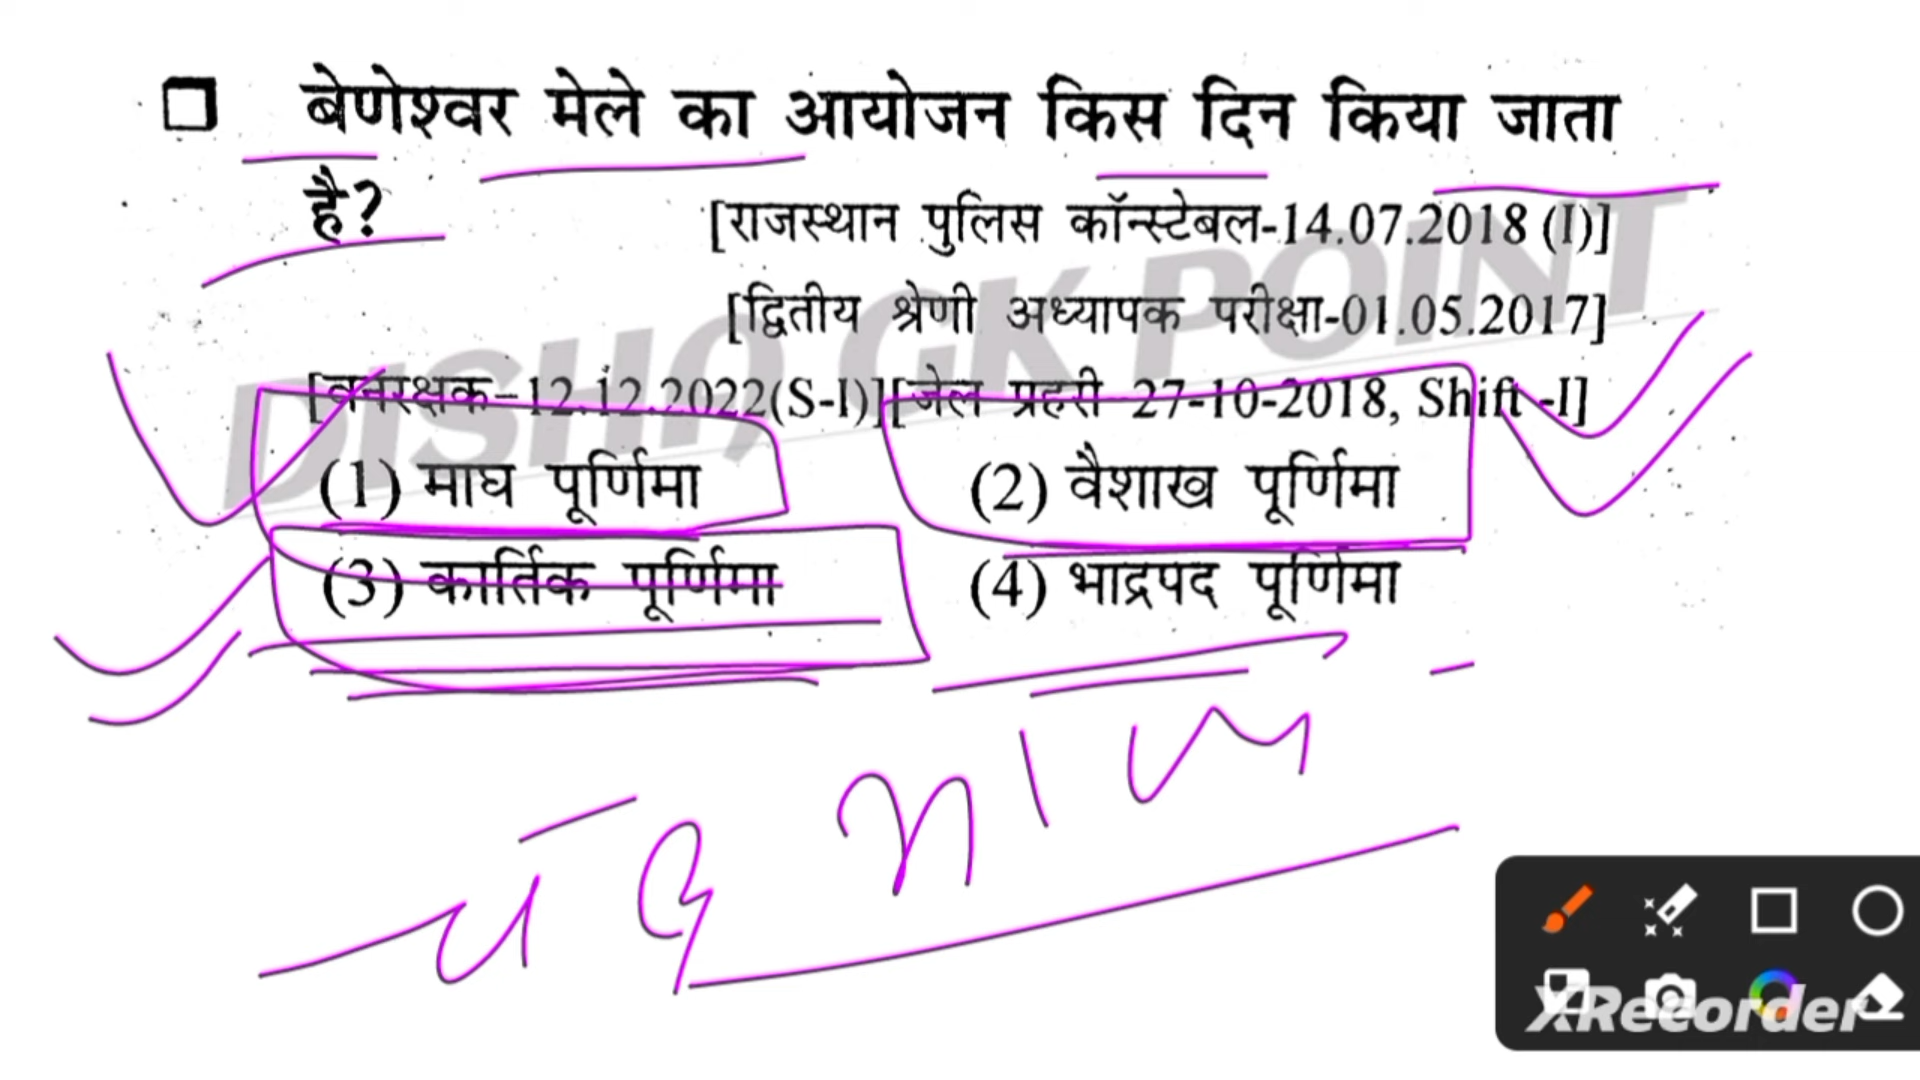 ☐ बेणेश्वर मेले का आयोजन किस दिन किया जाता
है?
[राजस्थान पुलिस कॉन्स्टेबल-14.07.2018 (I)]
[द्वितीय श्रेणी अध्यापक परीक्षा-01.05.2017]
[वनरक्षक-12.12.2022(S-I)][जेल प्रहरी 27-10-2018, Shift -I]
(1) माघ पूर्णिमा (2) वैशाख पूर्णिमा
(3) कार्तिक पूर्णिमा (4) भाद्रपद पूर्णिमा
DISHA GK POINT
XRecorder